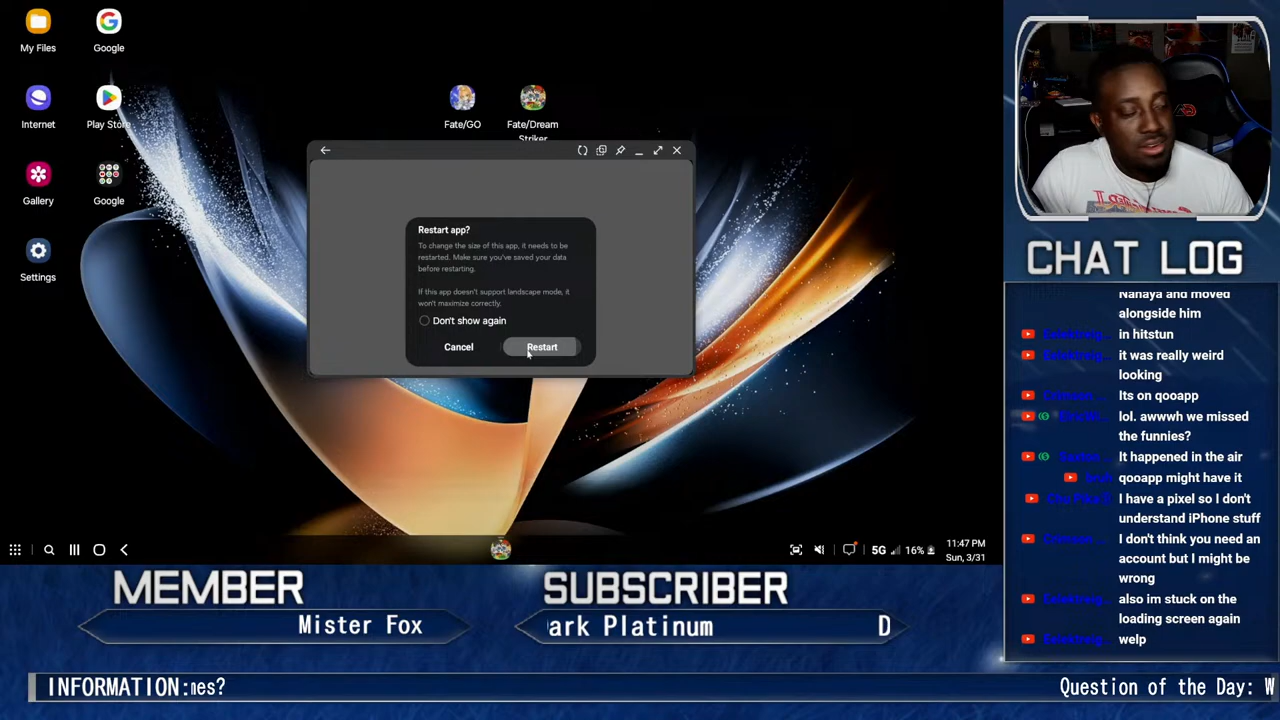 My Files
Google
Internet
Play Store
Gallery
Google
Settings
Fate/GO
Fate/Dream
Striker
Restart app?
To change the size of this app, it needs to be
restarted. Make sure you've saved your data
before restarting.
If this app doesn't support landscape mode, it
won't maximize correctly.
Don't show again
Cancel
Restart
5G
16%
11:47 PM
Sun, 3/31
CHAT LOG
Nanaya and moved
alongside him
in hitstun
it was really weird
looking
Its on qooapp
lol. awwwh we missed
the funnies?
It happened in the air
qooapp might have it
I have a pixel so I don't
understand iPhone stuff
I don't think you need an
account but I might be
wrong
also im stuck on the
loading screen again
welp
MEMBER
Mister Fox
SUBSCRIBER
ark Platinum
D
INFORMATION:
nes?
Question of the Day: W